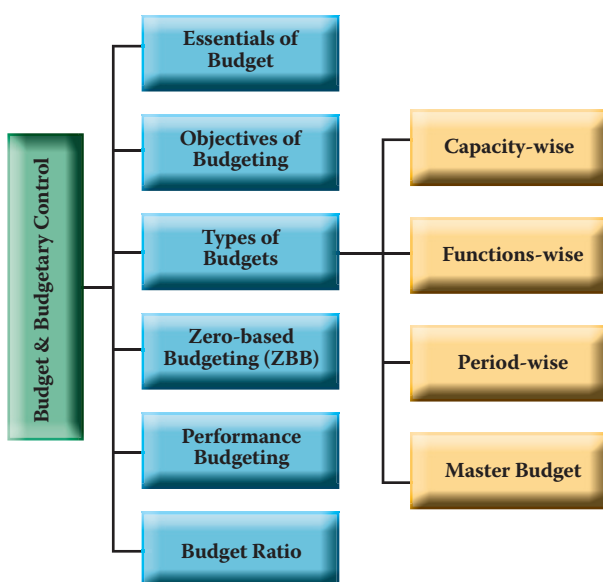 Budget & Budgetary Control
Essentials of
Budget
Objectives of
Budgeting
Types of
Budgets
Zero-based
Budgeting (ZBB)
Performance
Budgeting
Budget Ratio
Capacity-wise
Functions-wise
Period-wise
Master Budget